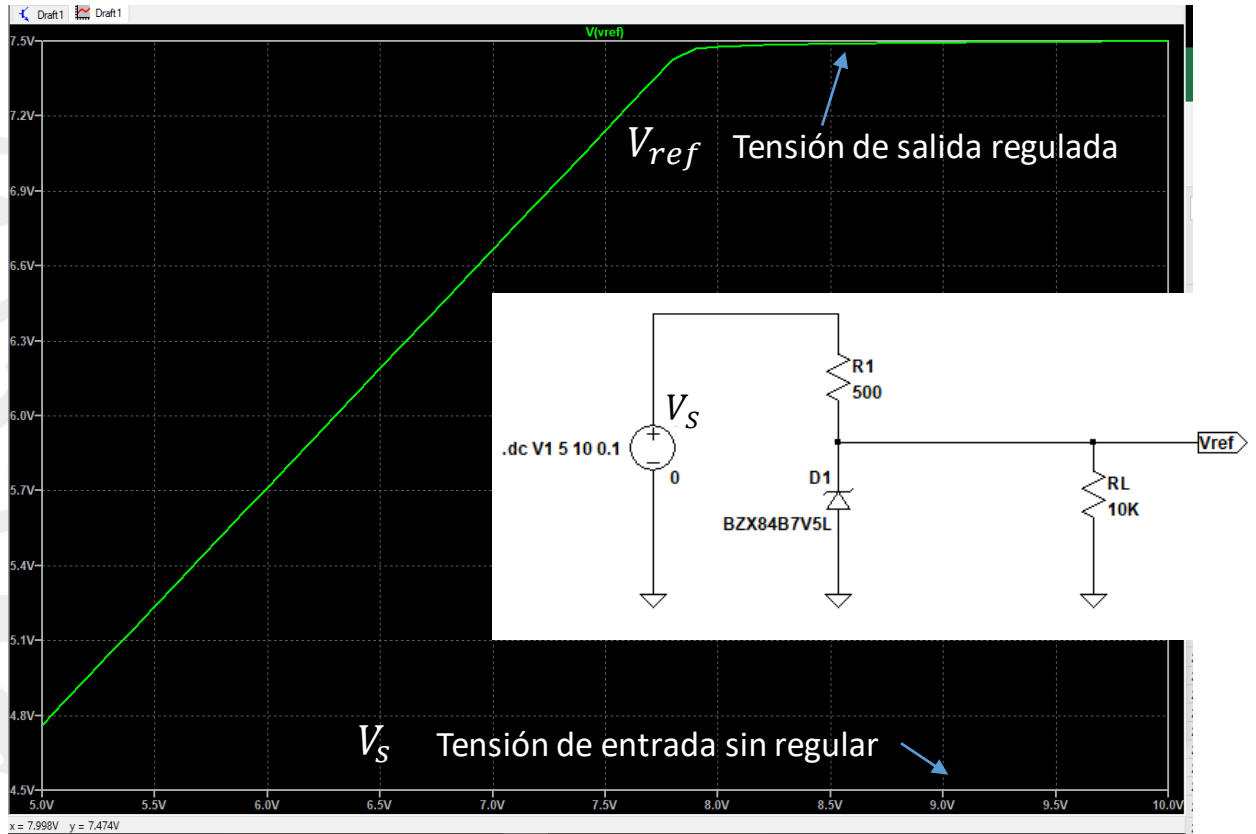 Draft1 Draft1
V(vref)
7.5V
7.2V
6.9V
6.6V
6.3V
6.0V
5.7V
5.4V
5.1V
4.8V
4.5V
V_ref Tensión de salida regulada
R1
500
V_S
.dc V1 5 10 0.1
+
−
0
D1
BZX84B7V5L
Vref
RL
10K
V_s Tensión de entrada sin regular
5.0V 5.5V 6.0V 6.5V 7.0V 7.5V 8.0V 8.5V 9.0V 9.5V 10.0V
x = 7.998V y = 7.474V